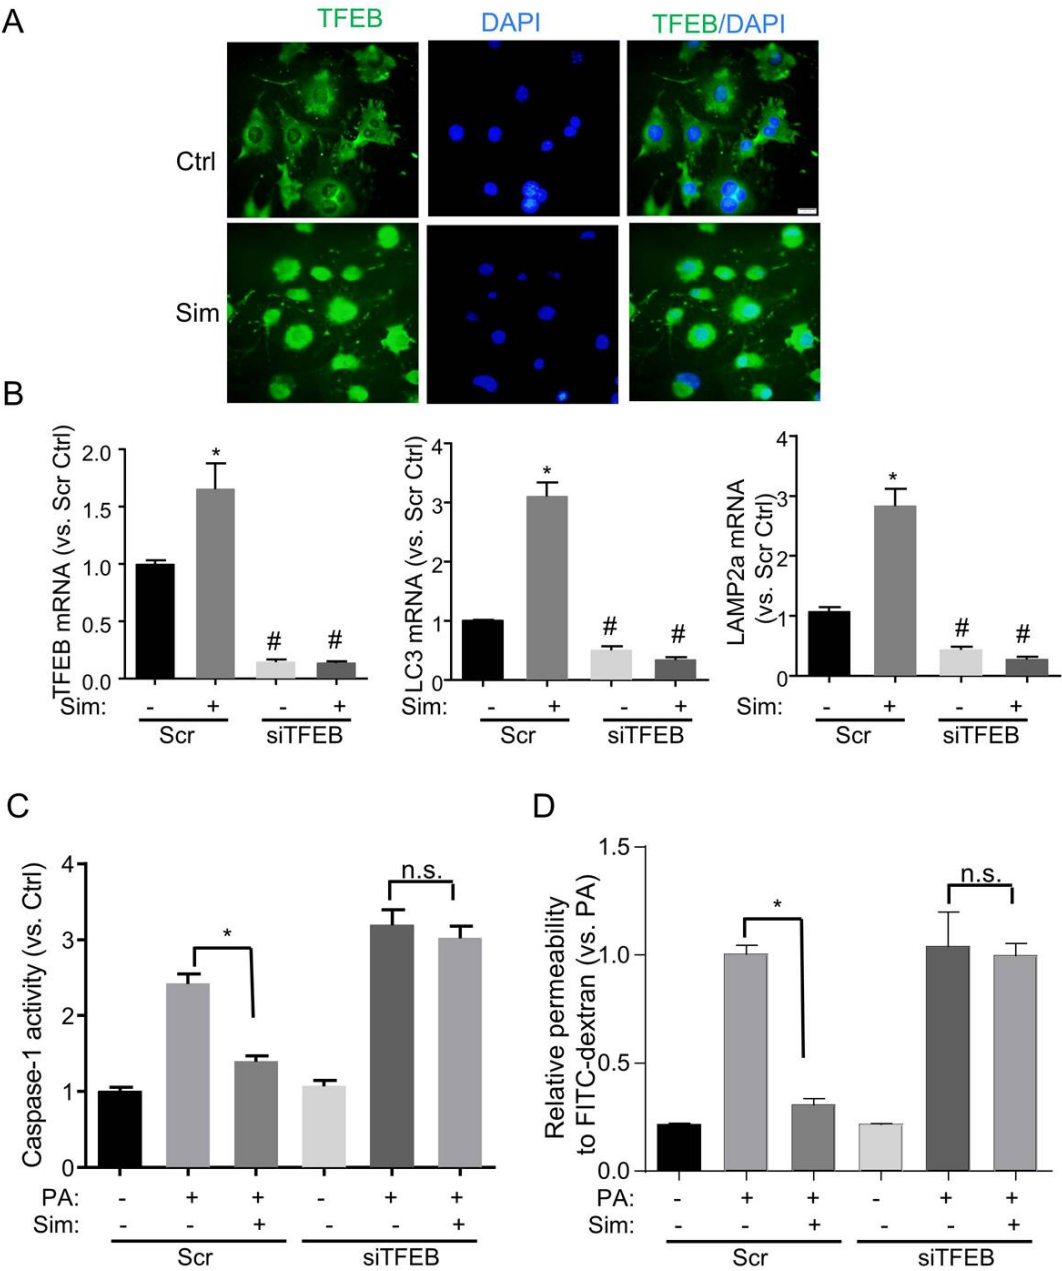 A
TFEB DAPI TFEB/DAPI
Ctrl
Sim
B
TFEB mRNA (vs. Scr Ctrl)
2.0
1.5
1.0
0.5
0.0
*
# #
Sim: - + - +
Scr siTFEB
LC3 mRNA (vs. Scr Ctrl)
4
3
2
1
0
*
# #
- + - +
Scr siTFEB
LAMP2a mRNA
(vs. Scr Ctrl)
4
3
2
1
0
*
# #
Sim: - + - +
Scr siTFEB
C
Caspase-1 activity (vs. Ctrl)
4
3
2
1
0
*
n.s.
PA: - + + - + +
Sim: - - + - - +
Scr siTFEB
D
Relative permeability
to FITC-dextran (vs. PA)
1.5
1.0
0.5
0.0
*
n.s.
PA: - + + - + +
Sim: - - + - - +
Scr siTFEB